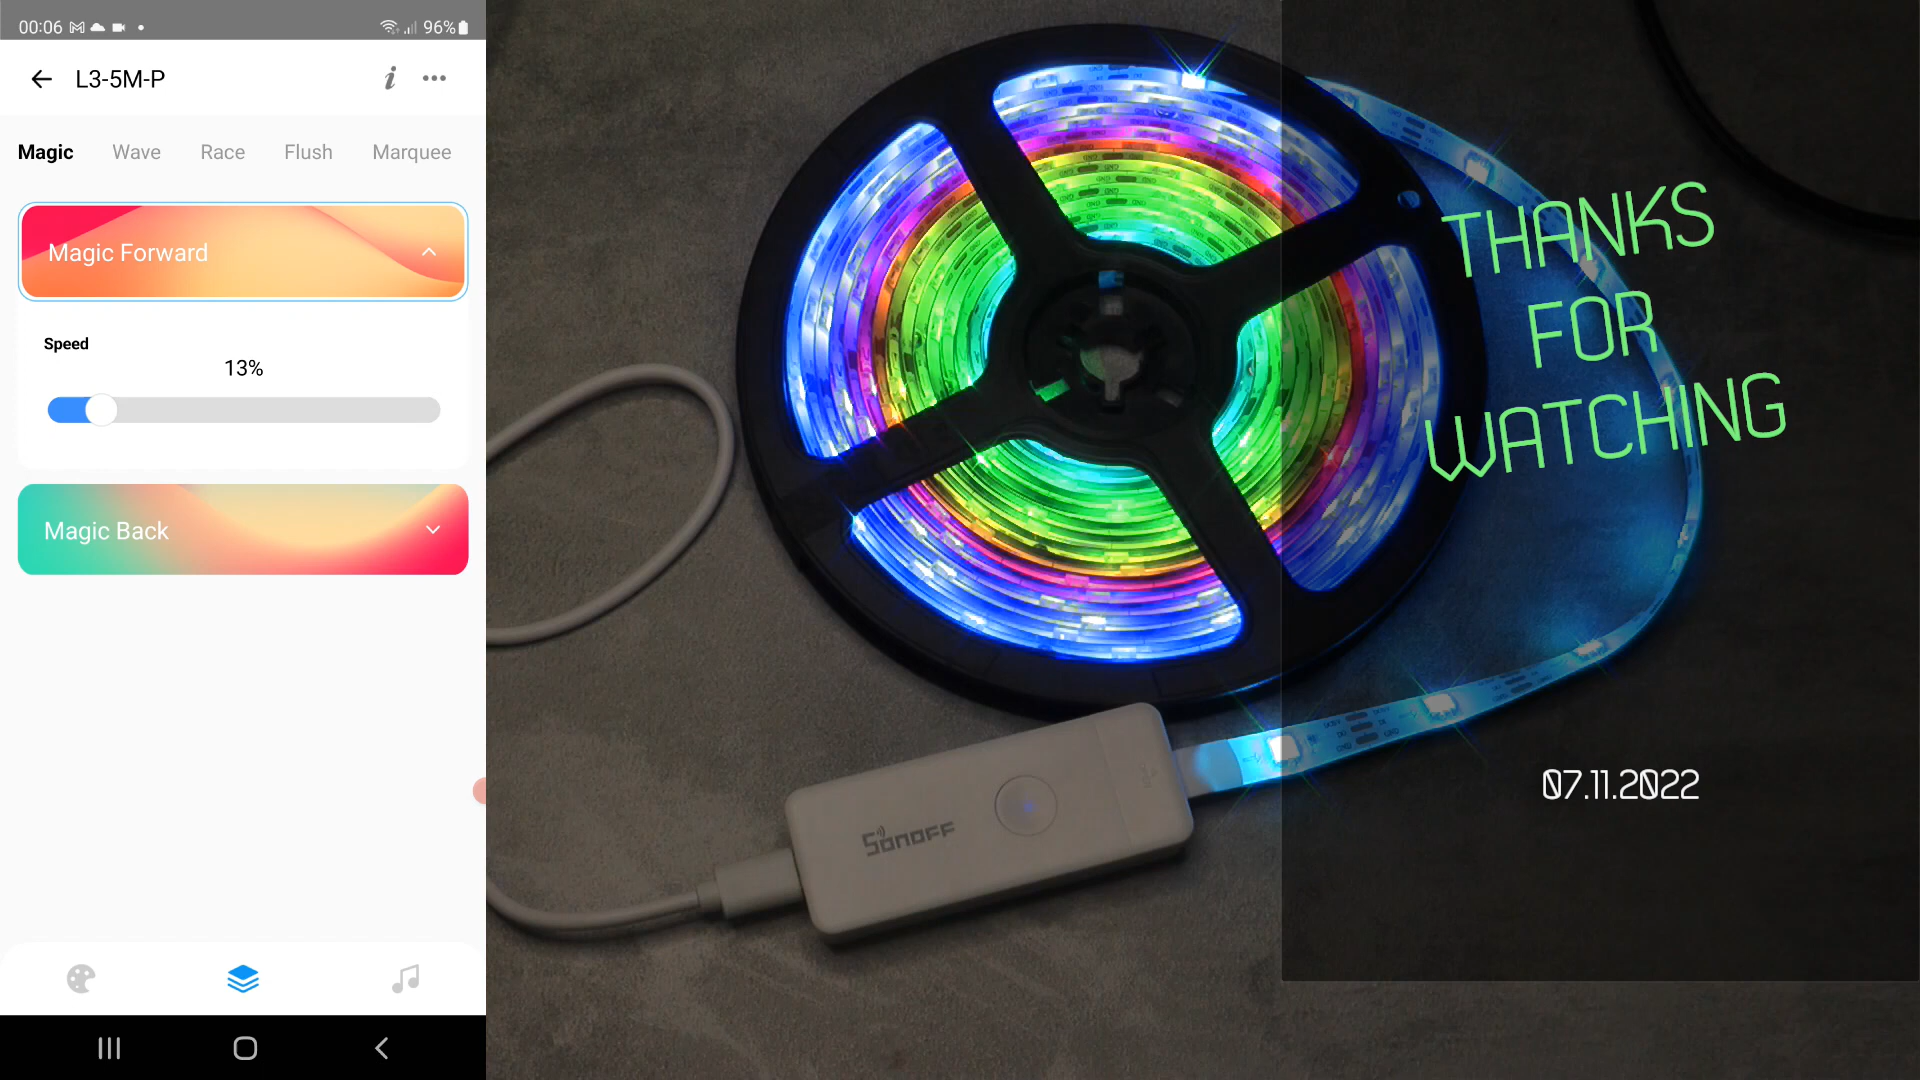 00:06
96%
L3-5M-P
Magic Wave Race Flush Marquee
Magic Forward
Speed
13%
Magic Back
SONOFF
THANKS
FOR
WATCHING
07.11.2022